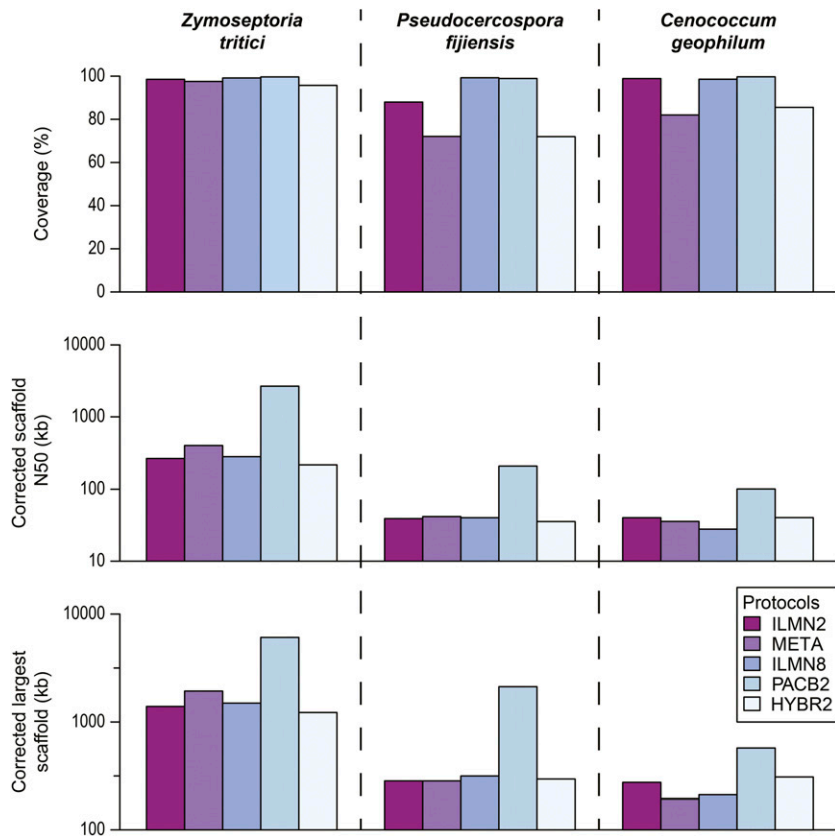 Zymoseptoria
tritici
Pseudocercospora
fijiensis
Cenococcum
geophilum
Coverage (%)
100
80
60
40
20
0
Corrected scaffold
N50 (kb)
10000
1000
100
10
Corrected largest
scaffold (kb)
10000
1000
100
Protocols
ILMN2
META
ILMN8
PACB2
HYBR2